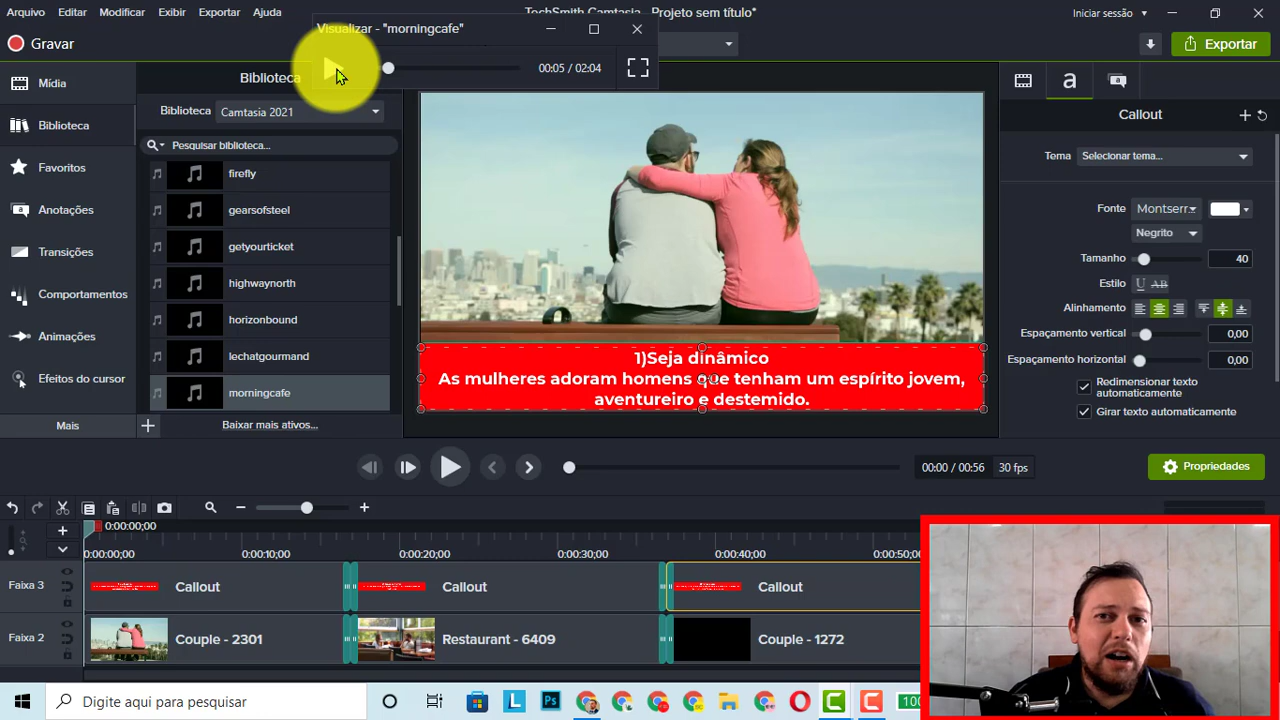 Arquivo Editar Modificar Exibir Exportar Ajuda
TechSmith Camtasia - Projeto sem título*
Iniciar sessão
Visualizar - "morningcafe"
Gravar
00:05 / 02:04
Exportar
Mídia
Biblioteca
Favoritos
Anotações
Transições
Comportamentos
Animações
Efeitos do cursor
Mais
Biblioteca
Biblioteca Camtasia 2021
Pesquisar biblioteca...
firefly
gearsofsteel
getyourticket
highwaynorth
horizonbound
lechatgourmand
morningcafe
Baixar mais ativos...
1)Seja dinâmico
As mulheres adoram homens que tenham um espírito jovem,
aventureiro e destemido.
a
Callout
Tema Selecionar tema...
Fonte Montserr
Negrito
Tamanho 40
Estilo U AB
Alinhamento
Espaçamento vertical 0,00
Espaçamento horizontal 0,00
Redimensionar texto
automaticamente
Girar texto automaticamente
00:00 / 00:56 30 fps
Propriedades
0:00:00;00
0:00:00;00 0:00:10;00 0:00:20;00 0:00:30;00 0:00:40;00 0:00:50;
Faixa 3 Callout Callout Callout
Faixa 2 Couple - 2301 Restaurant - 6409 Couple - 1272
Digite aqui para pesquisar
L
Ps
C
C